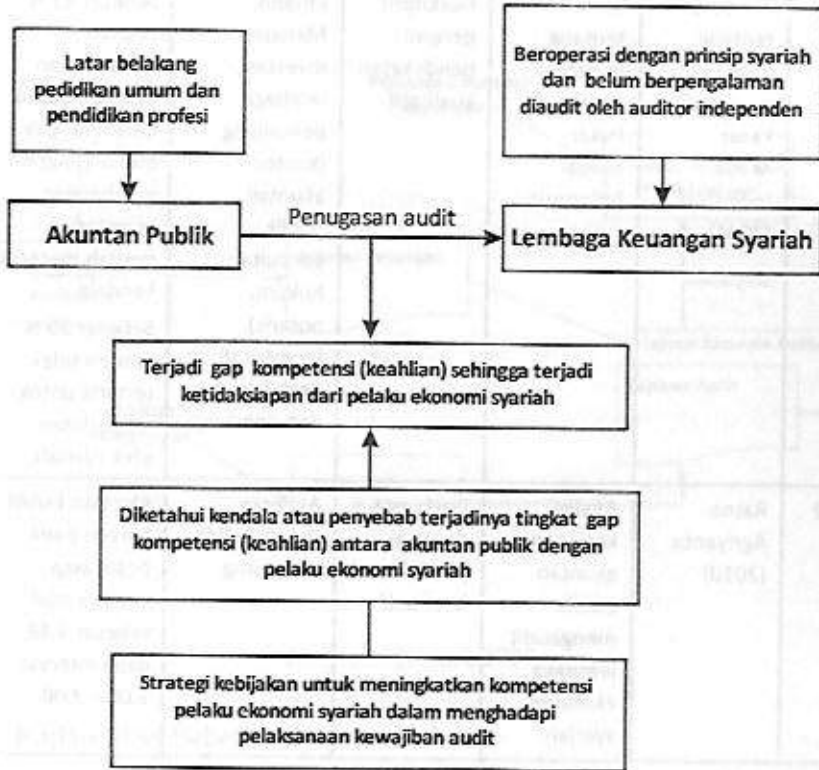 Latar belakang
pedidikan umum dan
pendidikan profesi
Beroperasi dengan prinsip syariah
dan belum berpengalaman
diaudit oleh auditor independen
Akuntan Publik
Penugasan audit
Lembaga Keuangan Syariah
Terjadi gap kompetensi (keahlian) sehingga terjadi
ketidaksiapan dari pelaku ekonomi syariah
Diketahui kendala atau penyebab terjadinya tingkat gap
kompetensi (keahlian) antara akuntan publik dengan
pelaku ekonomi syariah
Strategi kebijakan untuk meningkatkan kompetensi
pelaku ekonomi syariah dalam menghadapi
pelaksanaan kewajiban audit